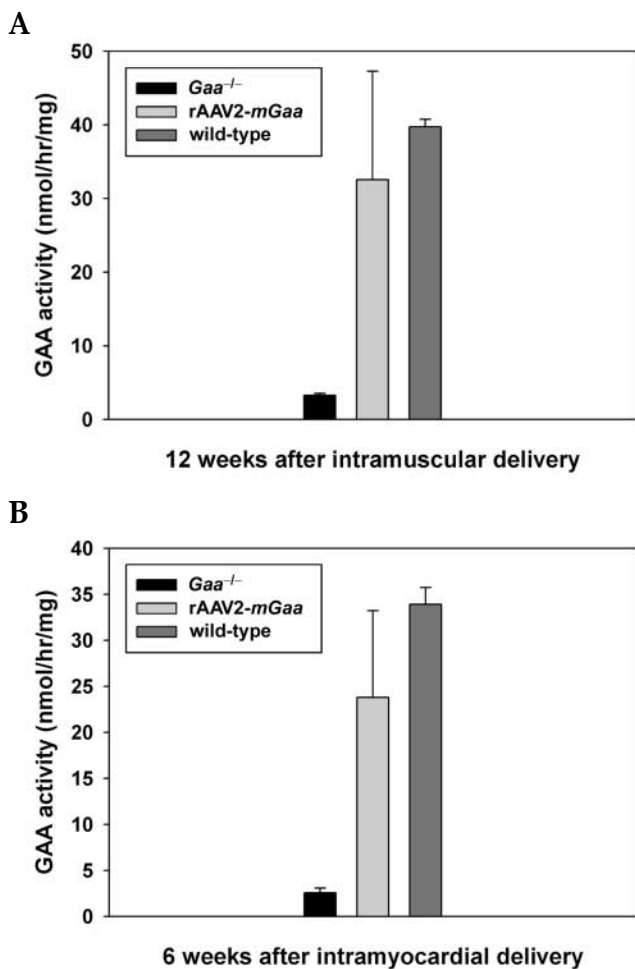 A
50
40
30
20
10
0
GAA activity (nmol/hr/mg)
Gaa⁻/⁻
rAAV2-mGaa
wild-type
12 weeks after intramuscular delivery
B
40
35
30
25
20
15
10
5
0
GAA activity (nmol/hr/mg)
Gaa⁻/⁻
rAAV2-mGaa
wild-type
6 weeks after intramyocardial delivery